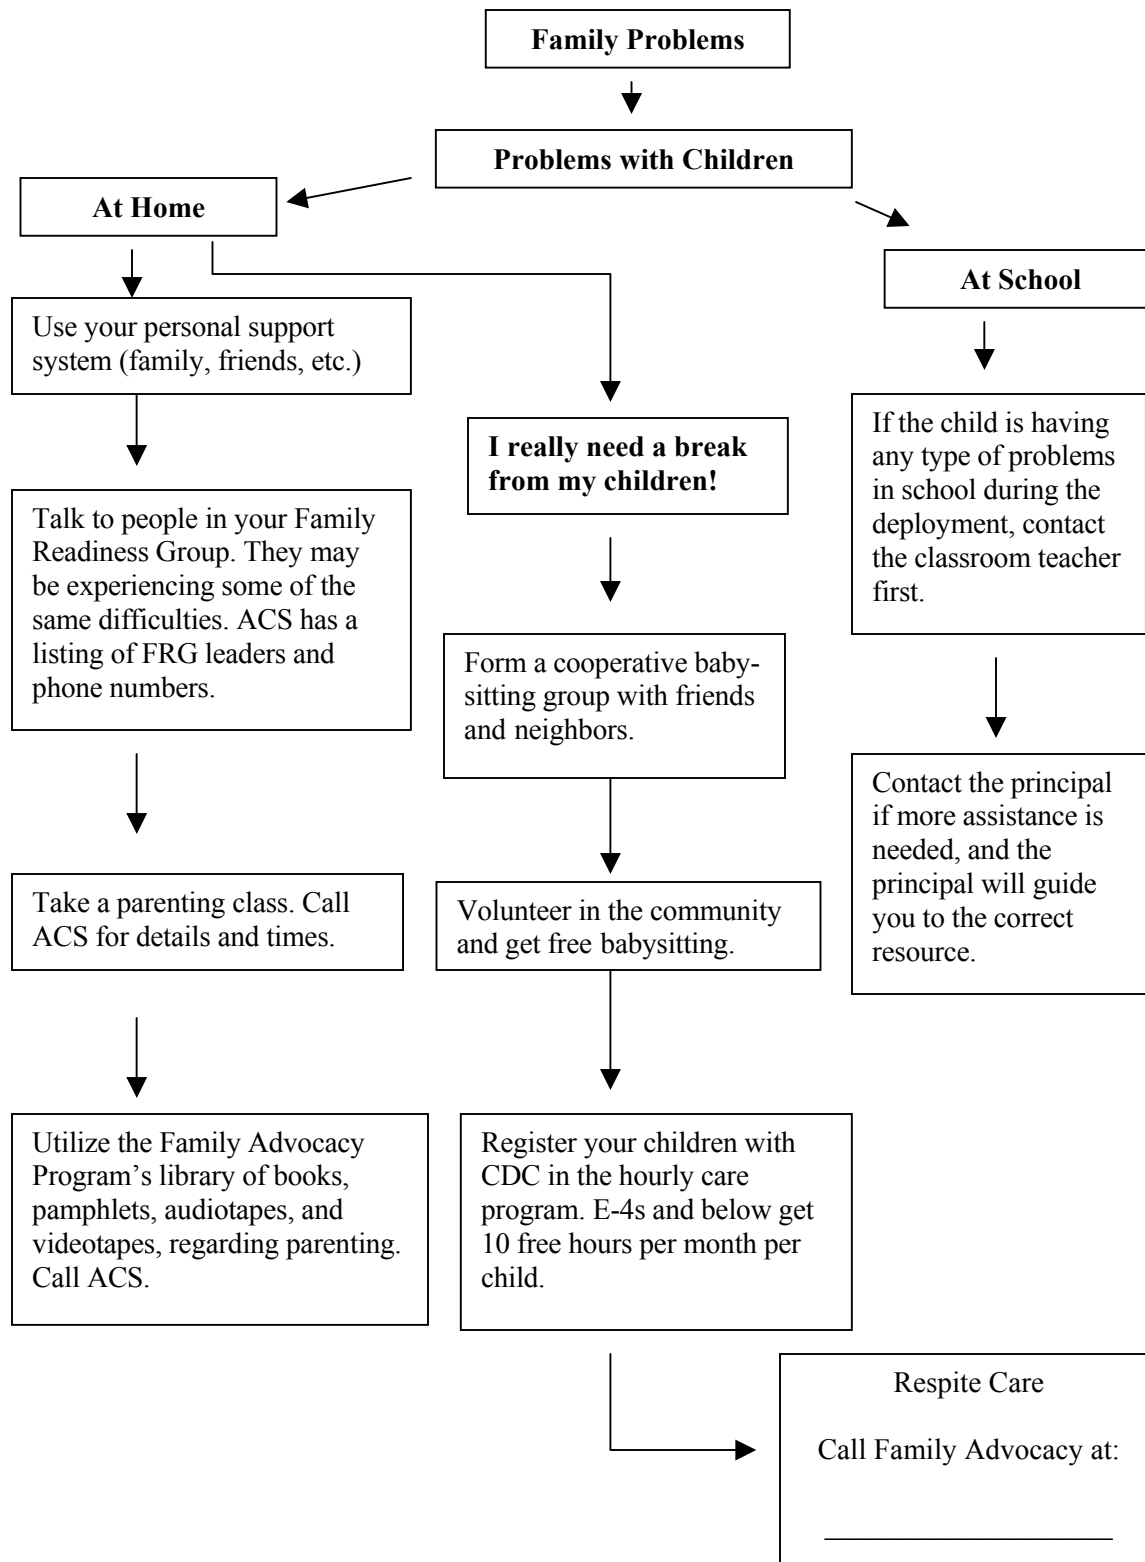 Family Problems
Problems with Children
At Home
At School
Use your personal support
system (family, friends, etc.)
Talk to people in your Family
Readiness Group. They may
be experiencing some of the
same difficulties. ACS has a
listing of FRG leaders and
phone numbers.
Take a parenting class. Call
ACS for details and times.
Utilize the Family Advocacy
Program’s library of books,
pamphlets, audiotapes, and
videotapes, regarding parenting.
Call ACS.
I really need a break
from my children!
Form a cooperative baby-
sitting group with friends
and neighbors.
Volunteer in the community
and get free babysitting.
Register your children with
CDC in the hourly care
program. E-4s and below get
10 free hours per month per
child.
Respite Care
Call Family Advocacy at:
If the child is having
any type of problems
in school during the
deployment, contact
the classroom teacher
first.
Contact the principal
if more assistance is
needed, and the
principal will guide
you to the correct
resource.